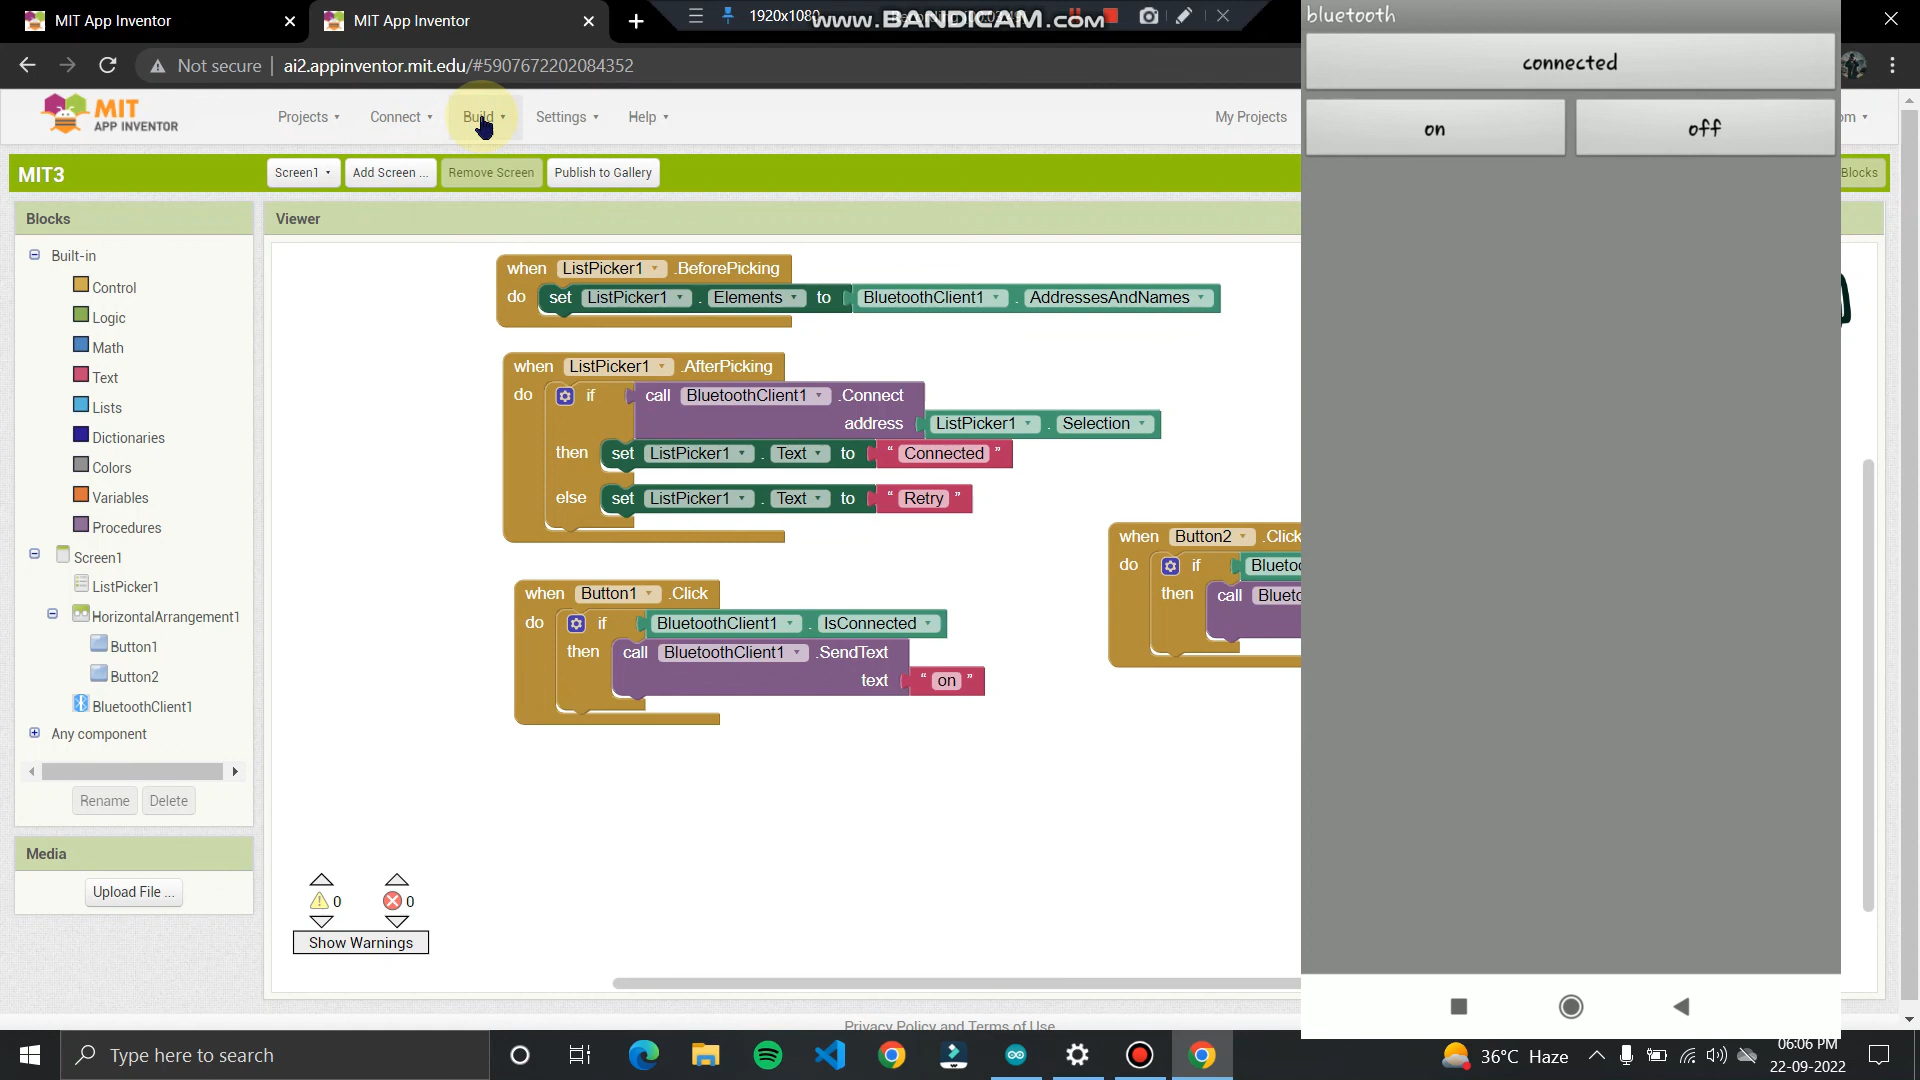 MIT App Inventor
MIT App Inventor
1920x1080
www.BANDICAM.com
Not secure
ai2.appinventor.mit.edu/#5907672202084352
MIT
APP INVENTOR
Projects
Connect
Build
Settings
Help
My Projects
om
MIT3
Screen1
Add Screen ...
Remove Screen
Publish to Gallery
Blocks
Blocks
Built-in
Control
Logic
Math
Text
Lists
Dictionaries
Colors
Variables
Procedures
Screen1
ListPicker1
HorizontalArrangement1
Button1
Button2
BluetoothClient1
Any component
Rename
Delete
Media
Upload File ...
Viewer
when ListPicker1 .BeforePicking
do set ListPicker1 . Elements to BluetoothClient1 . AddressesAndNames
when ListPicker1 .AfterPicking
do if call BluetoothClient1 .Connect
address ListPicker1 . Selection
then set ListPicker1 . Text to “ Connected ”
else set ListPicker1 . Text to “ Retry ”
when Button1 .Click
do if BluetoothClient1 . IsConnected
then call BluetoothClient1 .SendText
text “ on ”
when Button2 .Click
do if Bluetoo
then call Blueto
0 0
Show Warnings
Privacy Policy and Terms of Use
bluetooth
connected
on off
Type here to search
36°C Haze
06:06 PM
22-09-2022